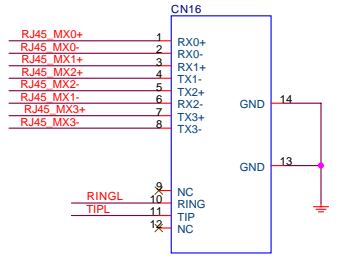 CN16
RJ45_MX0+ 1 RX0+
RJ45_MX0- 2 RX0-
RJ45_MX1+ 3 RX1+
RJ45_MX2+ 4 TX1-
RJ45_MX2- 5 TX2+
RJ45_MX1- 6 RX2-
RJ45_MX3+ 7 TX3+
RJ45_MX3- 8 TX3-
GND 14
GND 13
9 NC
RINGL 10 RING
TIPL 11 TIP
12 NC